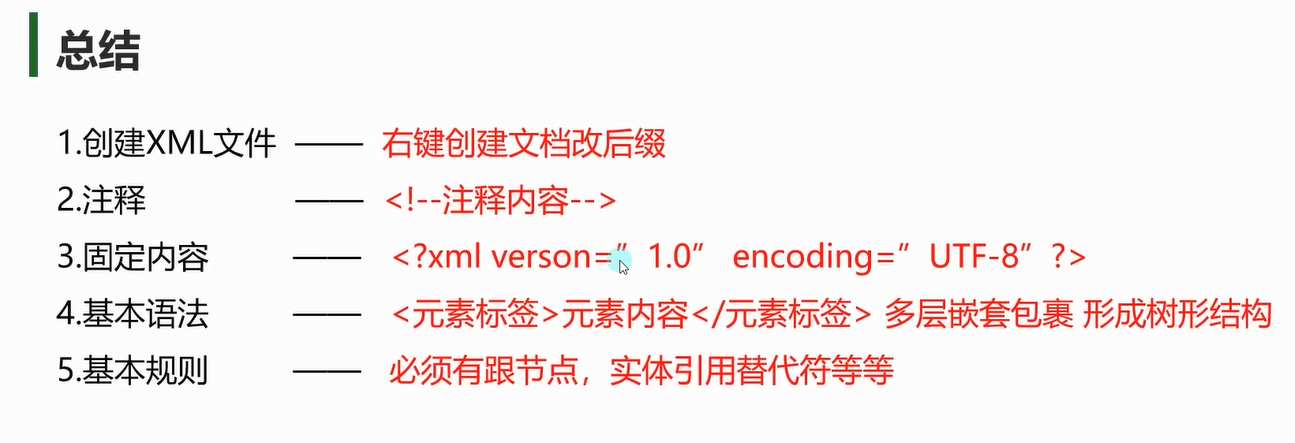 总结
1.创建XML文件 —— 右键创建文档改后缀
2.注释 —— <!--注释内容-->
3.固定内容 —— <?xml verson=”1.0” encoding=”UTF-8”?>
4.基本语法 —— <元素标签>元素内容</元素标签> 多层嵌套包裹 形成树形结构
5.基本规则 —— 必须有跟节点，实体引用替代符等等